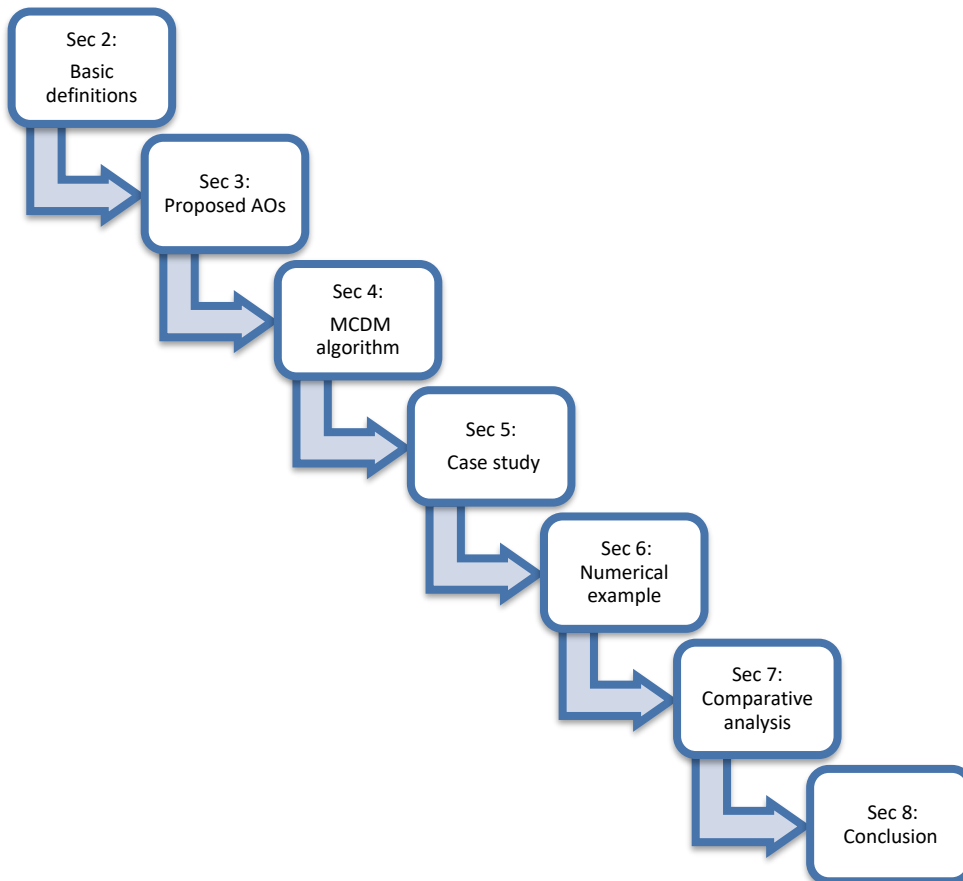 Sec 2:
Basic
definitions
Sec 3:
Proposed AOs
Sec 4:
MCDM
algorithm
Sec 5:
Case study
Sec 6:
Numerical
example
Sec 7:
Comparative
analysis
Sec 8:
Conclusion